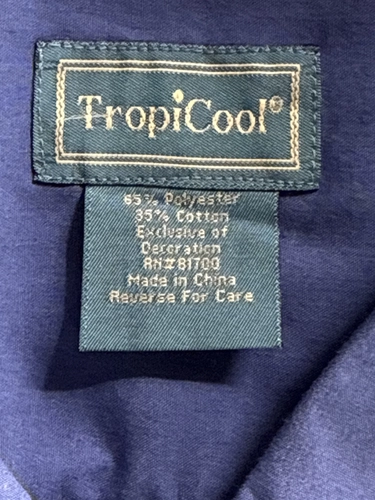 TropiCool®
65% Polyester
35% Cotton
Exclusive of
Decoration
RN#81700
Made in China
Reverse For Care